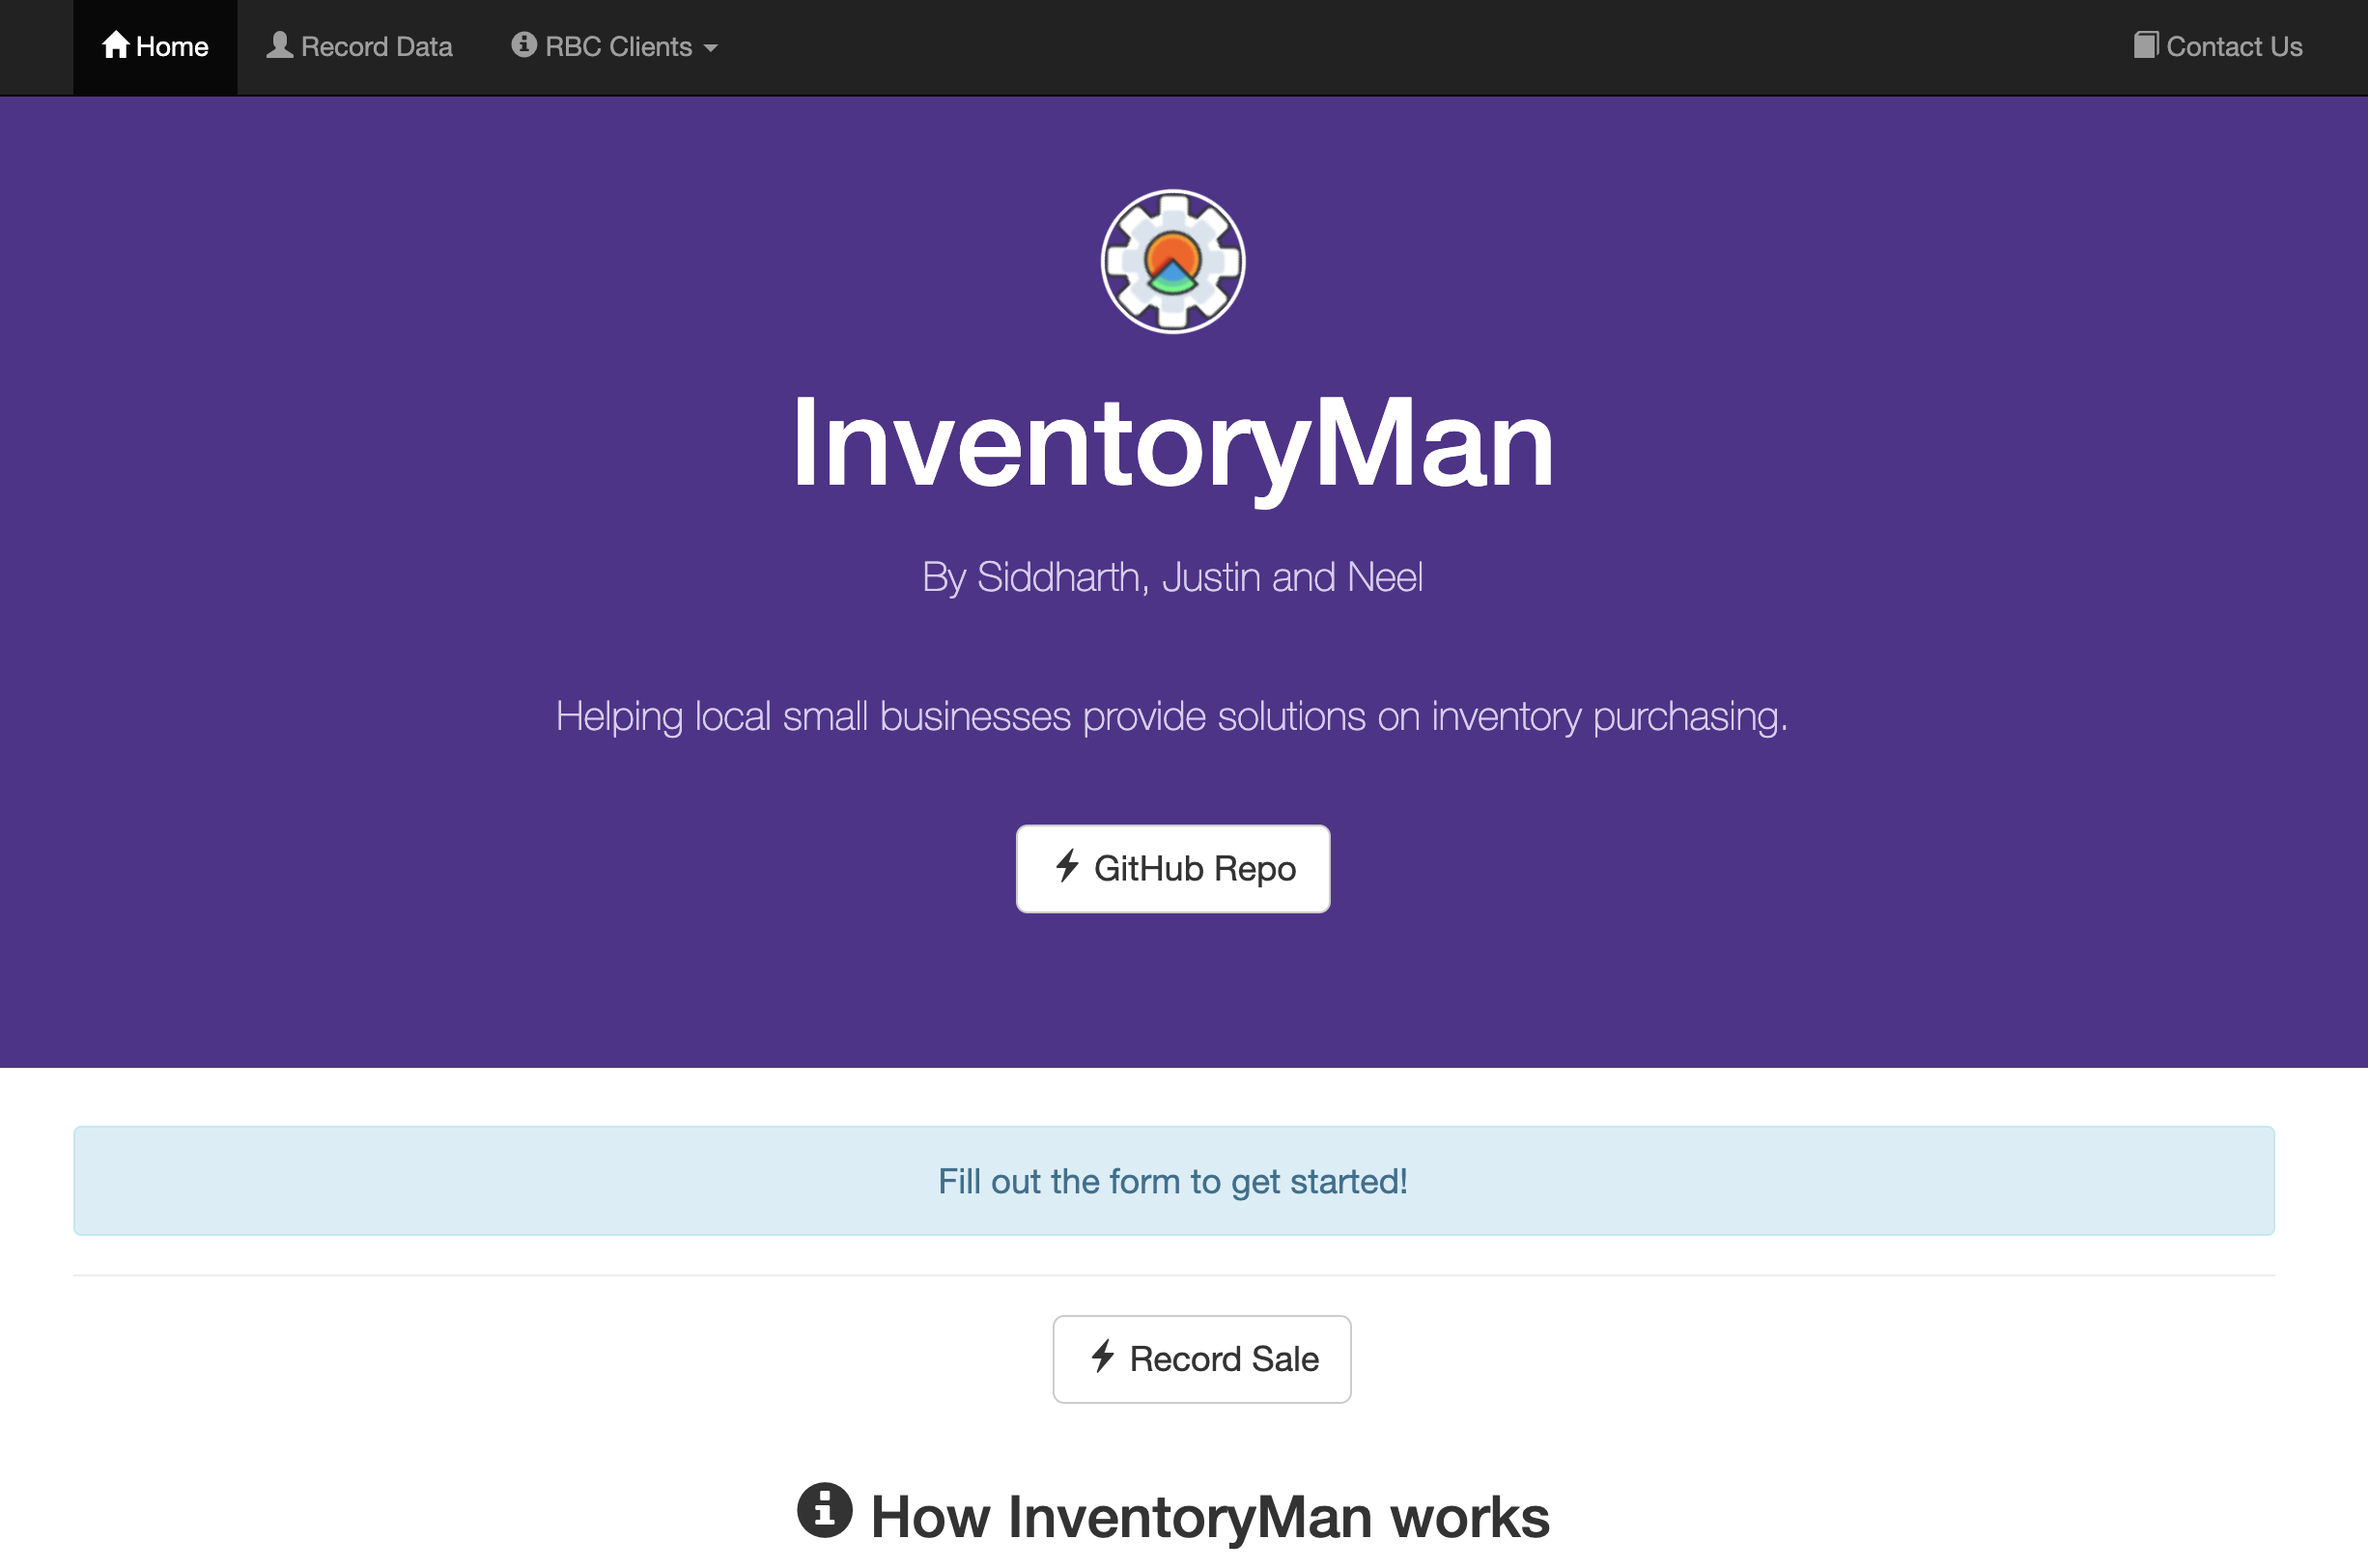 Home
Record Data
RBC Clients
Contact Us
InventoryMan
By Siddharth, Justin and Neel
Helping local small businesses provide solutions on inventory purchasing.
GitHub Repo
Fill out the form to get started!
Record Sale
How InventoryMan works